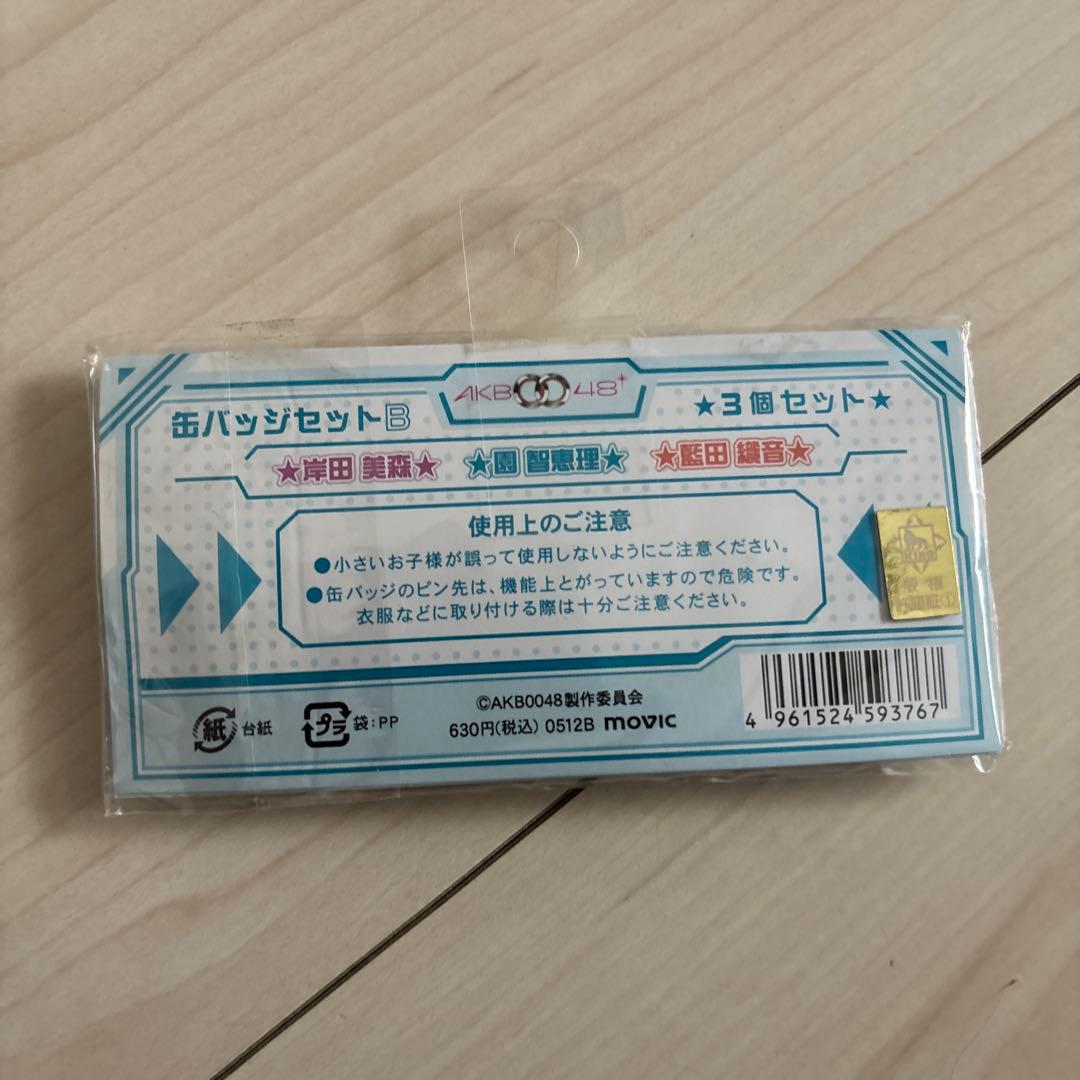 AKB0048
缶バッジセットB
★3個セット★
★岸田 美森★ ★園 智恵理★ ★藍田 織音★
使用上のご注意
●小さいお子様が誤って使用しないようにご注意ください。
●缶バッジのピン先は、機能上とがっていますので危険です。
衣服などに取り付ける際は十分ご注意ください。
©AKB0048製作委員会
紙 台紙 プラ 袋:PP
630円(税込) 0512B movic
4 961524 593767